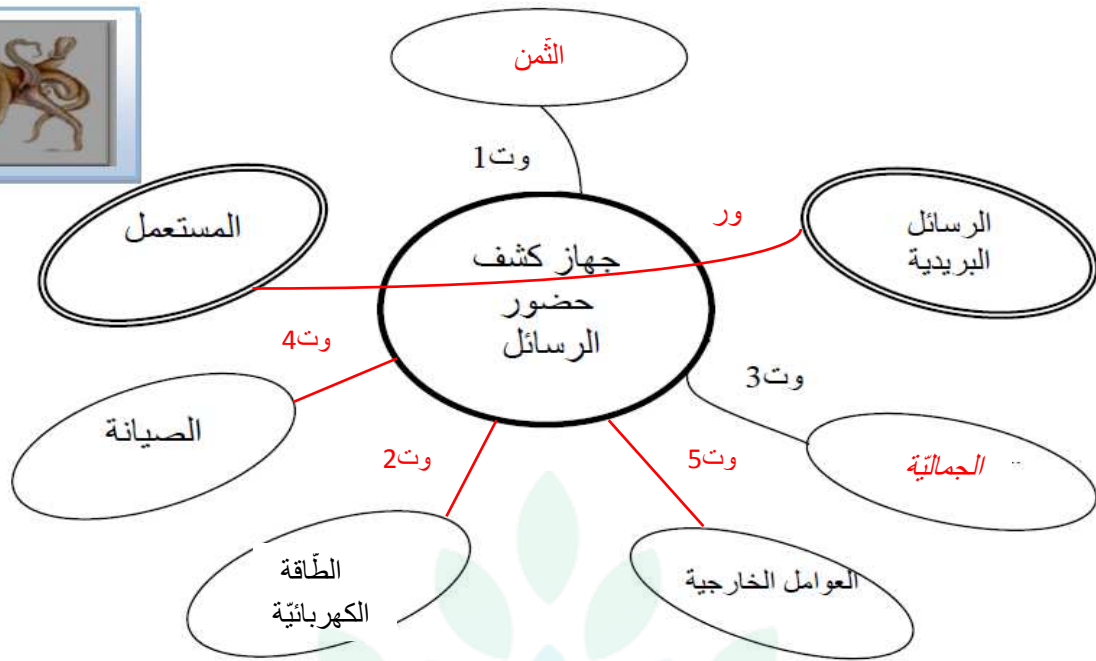 الثَّمن
وت1
المستعمل
ور
الرسائل
البريدية
جهاز كشف
حضور
الرسائل
وت4
وت3
الصيانة
وت2
وت5
الجماليّة
الطّاقة
الكهربائيّة
العوامل الخارجية